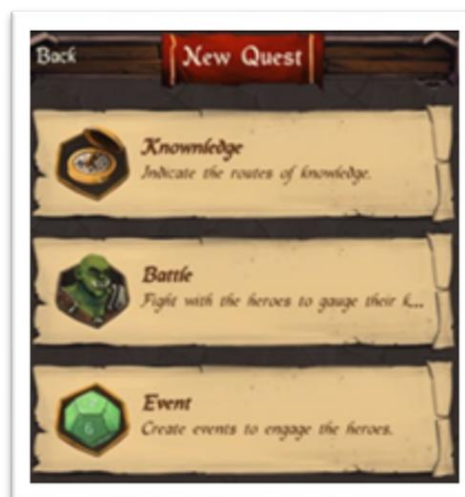 Back
New Quest
Knownledge
Indicate the routes of knowledge.
Battle
Fight with the heroes to gauge their k...
Event
Create events to engage the heroes.